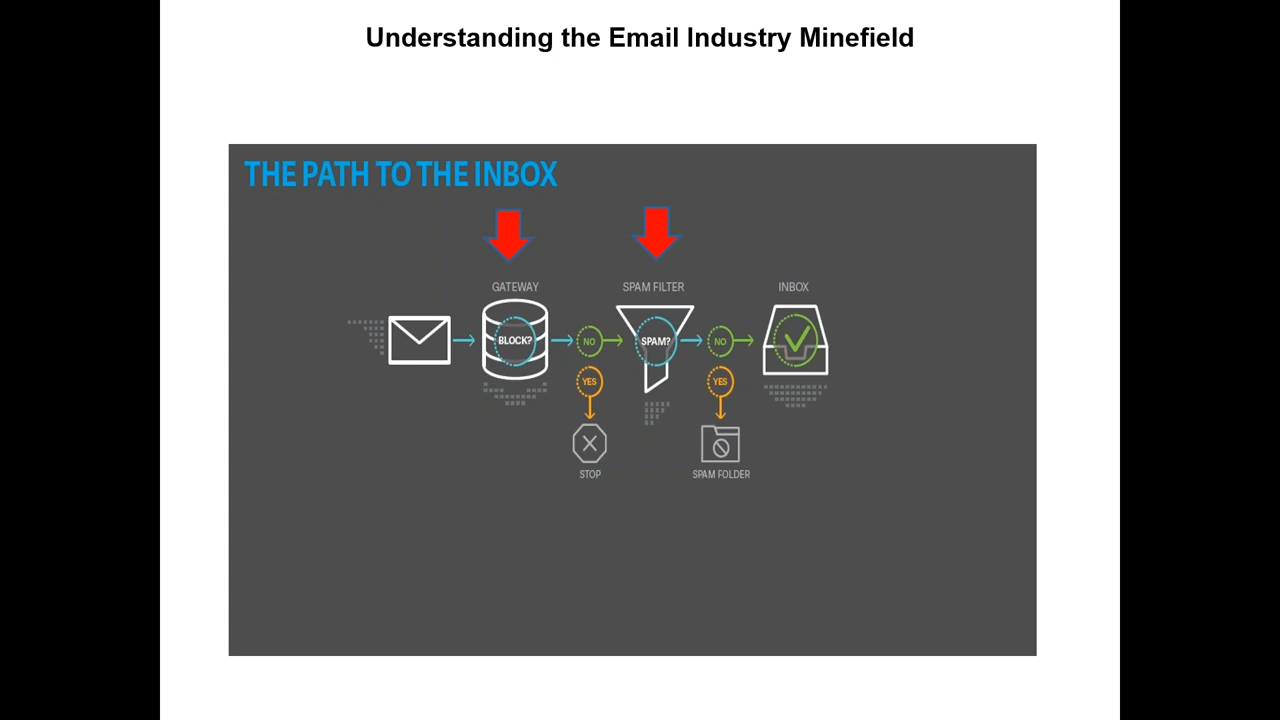 Understanding the Email Industry Minefield
THE PATH TO THE INBOX
GATEWAY
SPAM FILTER
INBOX
BLOCK?
NO
SPAM?
NO
YES
YES
STOP
SPAM FOLDER